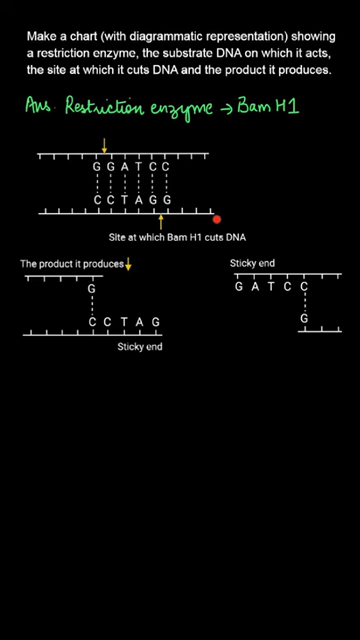 Make a chart (with diagrammatic representation) showing
a restriction enzyme, the substrate DNA on which it acts,
the site at which it cuts DNA and the product it produces.
Ans. Restriction enzyme → Bam H1
G G A T C C
C C T A G G
Site at which Bam H1 cuts DNA
The product it produces
Sticky end
G
G A T C C
C C T A G
G
Sticky end